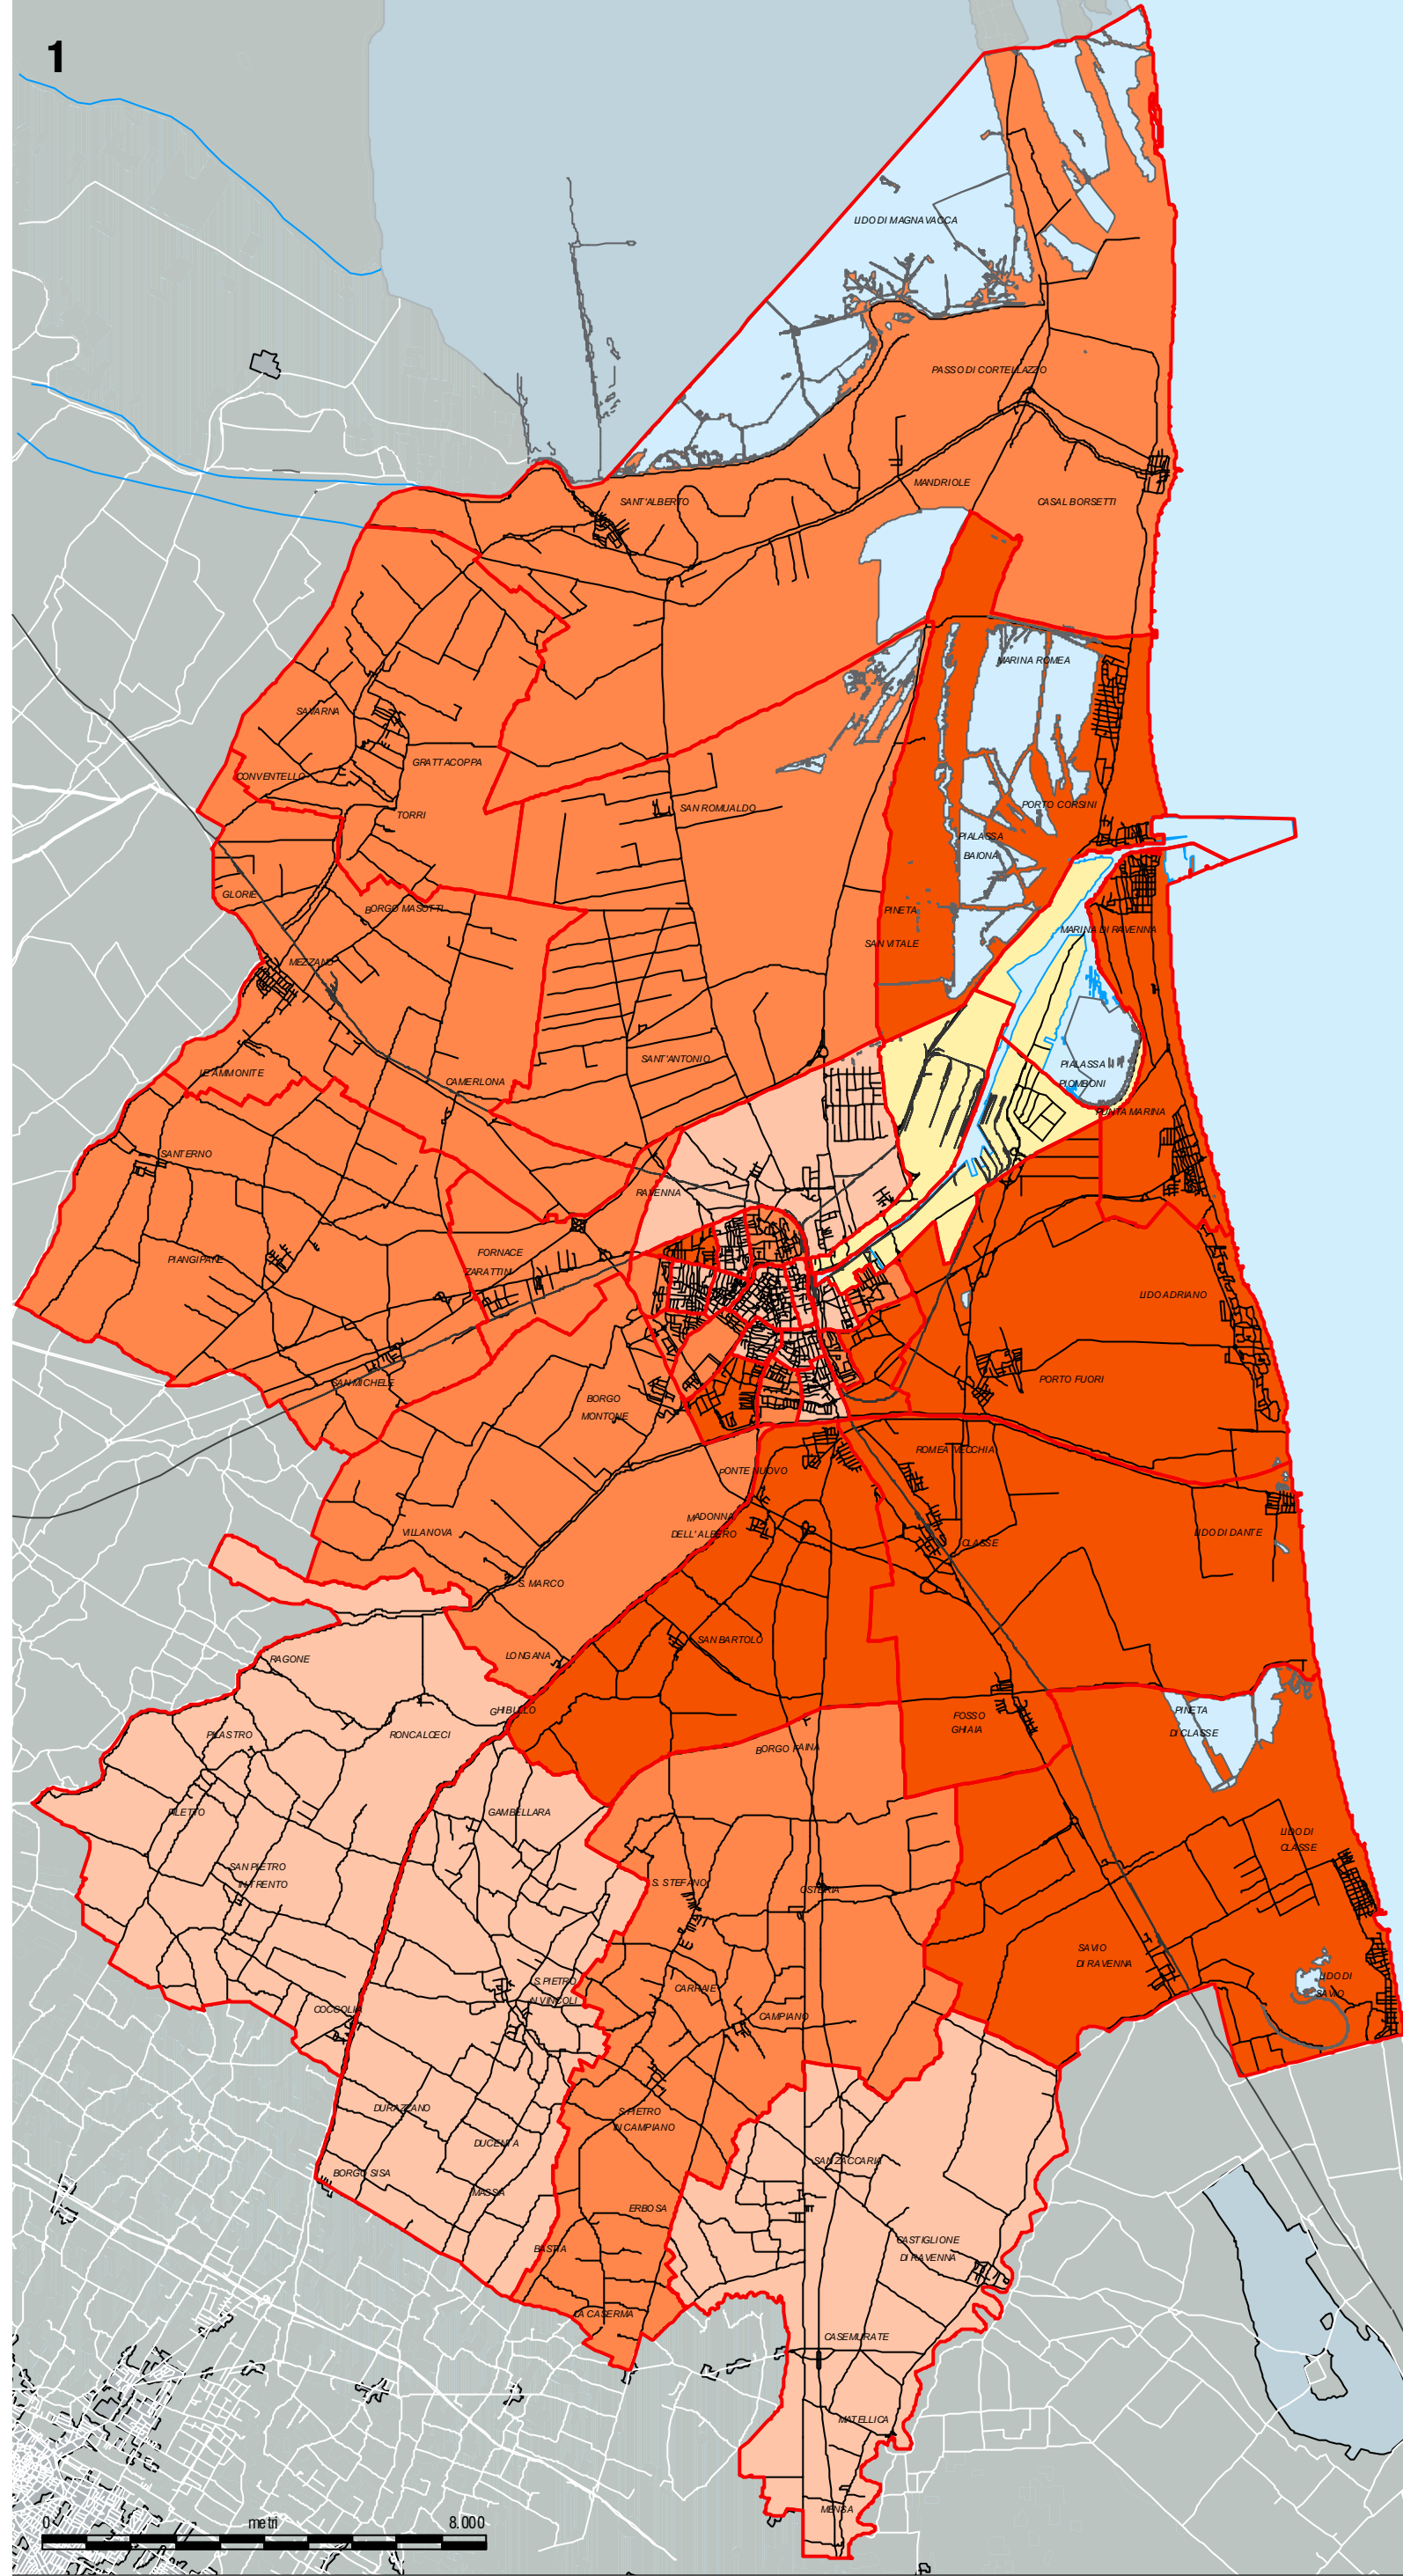 1
LIDO DI MAGNAVACCA
PASSO DI CORTELLAZZO
MANDRIOLE
SANT'ALBERTO
CASAL BORSETTI
MARINA ROMEA
SAVARNA
GRATTACOPPA
CONVENTELLO
PORTO CORSINI
SAN ROMUALDO
TORRI
PIALASSA
BAIONA
GLORIE
BORGO MASOTTI
PINETA
SAN VITALE
MARINA DI RAVENNA
MEZZANO
SANT'ANTONIO
PIALASSA
PIOMBONI
LE AMMONITE
CAMERLONA
PUNTA MARINA
SANTERNO
RAVENNA
PIANGIPANE
FORNACE
ZARATTINI
LIDO ADRIANO
SAN MICHELE
PORTO FUORI
BORGO
MONTONE
ROMEA VECCHIA
PONTE NUOVO
MADONNA
DELL'ALBERO
VILLANOVA
LIDO DI DANTE
CLASSE
S. MARCO
SAN BARTOLO
LONGANA
RAGONE
GHIBULLO
PINETA
DI CLASSE
FOSSO
GHIAIA
PILASTRO
RONCALCECI
BORGO FAINA
FILETTO
GAMBELLARA
LIDO DI
CLASSE
SAN PIETRO
IN TRENTO
S. STEFANO
OSTERIA
SAVIO
DI RAVENNA
LIDO DI
SAVIO
S.PIETRO
IN VINCOLI
CARRAIE
COCCOLIA
CAMPIANO
DURAZZANO
S.PIETRO
IN CAMPIANO
DUCENTA
SAN ZACCARIA
BORGO SISA
MASSA
ERBOSA
CASTIGLIONE
DI RAVENNA
BASTIA
LA CASERMA
CASEMURATE
MATELLICA
MENSA
0 metri 8.000